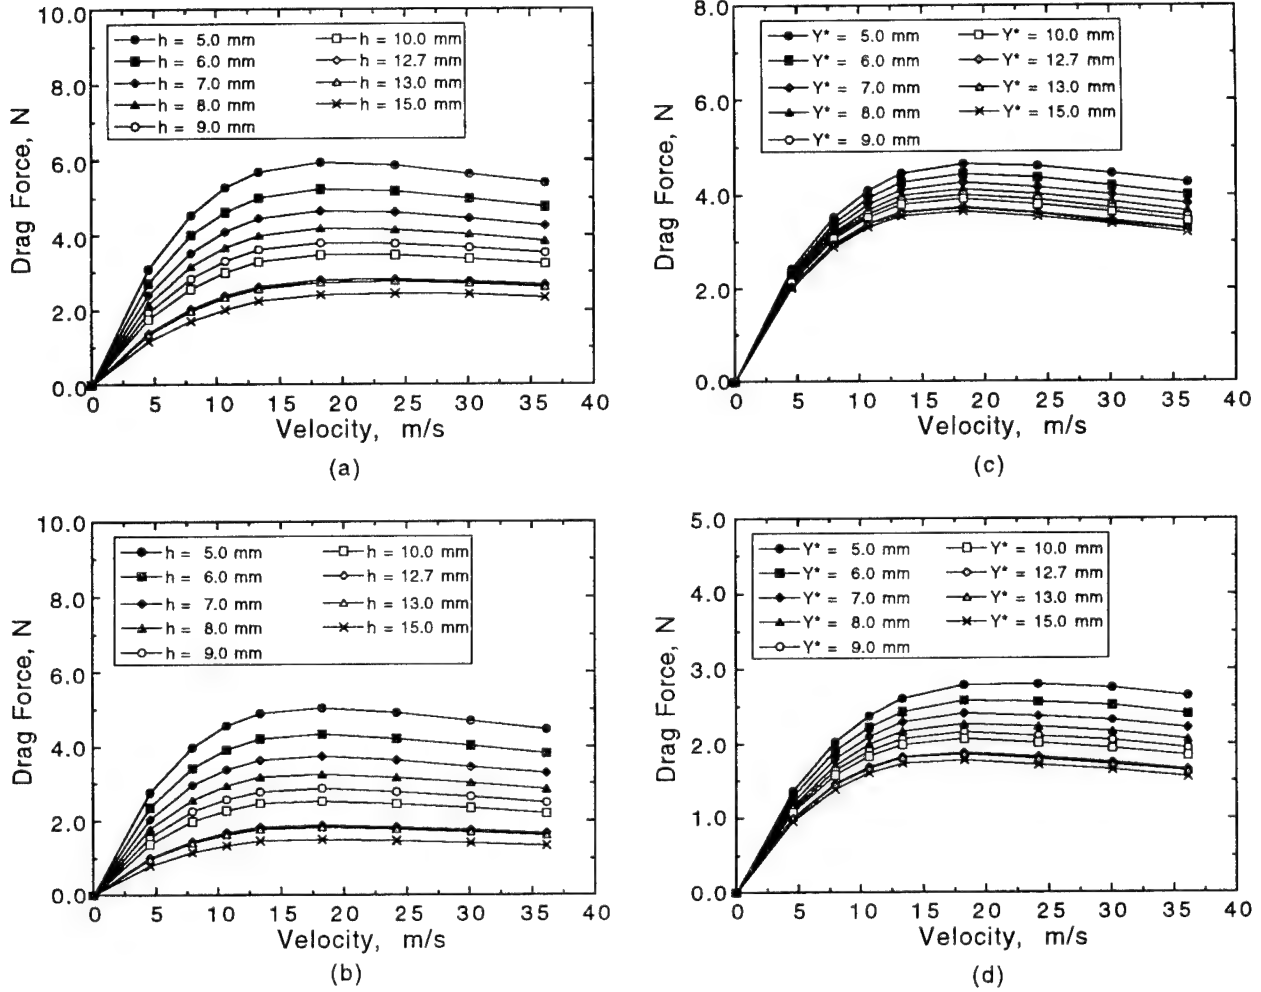 10.0
8.0
6.0
4.0
2.0
0.0
Drag Force, N
h = 5.0 mm
h = 6.0 mm
h = 7.0 mm
h = 8.0 mm
h = 9.0 mm
h = 10.0 mm
h = 12.7 mm
h = 13.0 mm
h = 15.0 mm
0 5 10 15 20 25 30 35 40
Velocity, m/s
(a)
8.0
6.0
4.0
2.0
0.0
Drag Force, N
Y* = 5.0 mm
Y* = 6.0 mm
Y* = 7.0 mm
Y* = 8.0 mm
Y* = 9.0 mm
Y* = 10.0 mm
Y* = 12.7 mm
Y* = 13.0 mm
Y* = 15.0 mm
0 5 10 15 20 25 30 35 40
Velocity, m/s
(c)
10.0
8.0
6.0
4.0
2.0
0.0
Drag Force, N
h = 5.0 mm
h = 6.0 mm
h = 7.0 mm
h = 8.0 mm
h = 9.0 mm
h = 10.0 mm
h = 12.7 mm
h = 13.0 mm
h = 15.0 mm
0 5 10 15 20 25 30 35 40
Velocity, m/s
(b)
5.0
4.0
3.0
2.0
1.0
0.0
Drag Force, N
Y* = 5.0 mm
Y* = 6.0 mm
Y* = 7.0 mm
Y* = 8.0 mm
Y* = 9.0 mm
Y* = 10.0 mm
Y* = 12.7 mm
Y* = 13.0 mm
Y* = 15.0 mm
0 5 10 15 20 25 30 35 40
Velocity, m/s
(d)